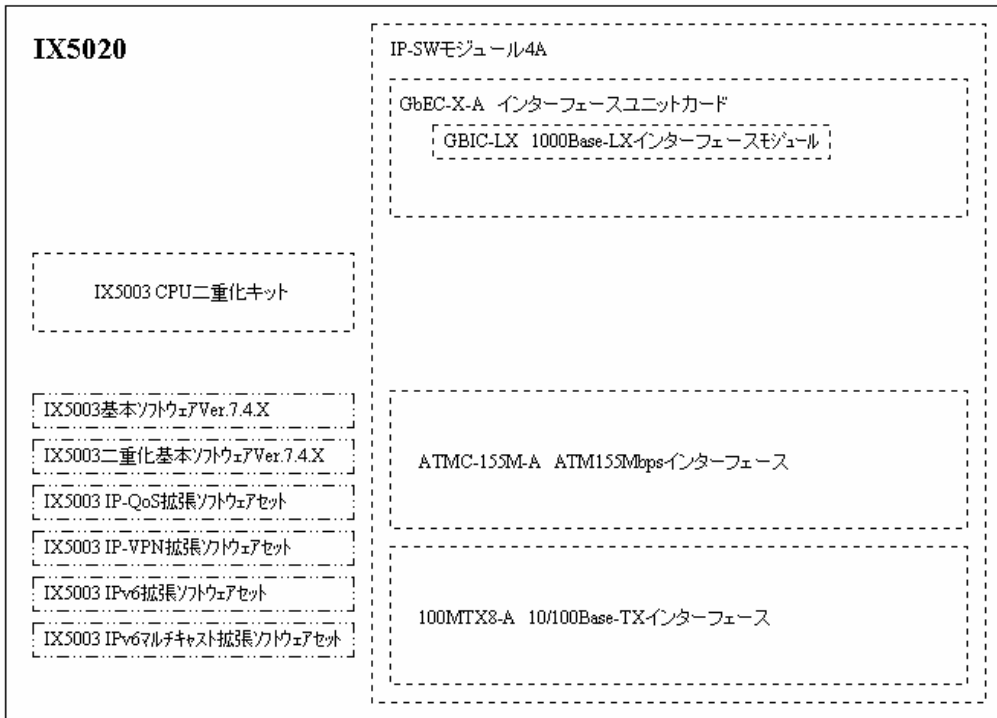 IX5020
IX5003 CPU二重化キット
IX5003基本ソフトウェアVer.7.4.X
IX5003二重化基本ソフトウェアVer.7.4.X
IX5003 IP-QoS拡張ソフトウェアセット
IX5003 IP-VPN拡張ソフトウェアセット
IX5003 IPv6拡張ソフトウェアセット
IX5003 IPv6マルチキャスト拡張ソフトウェアセット
IP-SWモジュール4A
GbEC-X-A インターフェースユニットカード
GBIC-LX 1000Base-LXインターフェースモジュール
ATMC-155M-A ATM155Mbpsインターフェース
100MTX8-A 10/100Base-TXインターフェース